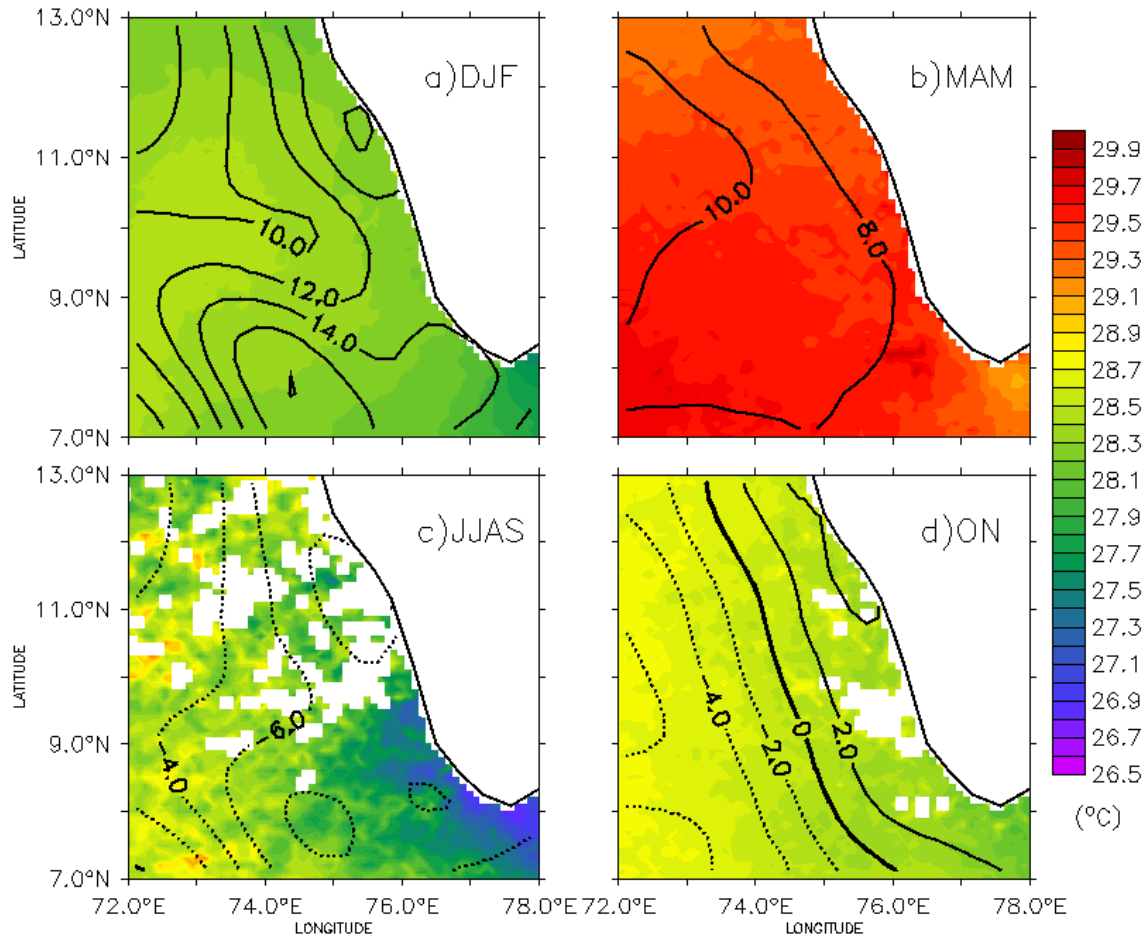 13.0°N
11.0°N
9.0°N
7.0°N
LATITUDE
a)DJF
10.0
12.0
14.0
b)MAM
10.0
8.0
13.0°N
11.0°N
9.0°N
7.0°N
LATITUDE
c)JJAS
4.0
6.0
d)ON
4.0
2.0
0
2.0
72.0°E
74.0°E
76.0°E
78.0°E
LONGITUDE
72.0°E
74.0°E
76.0°E
78.0°E
LONGITUDE
29.9
29.7
29.5
29.3
29.1
28.9
28.7
28.5
28.3
28.1
27.9
27.7
27.5
27.3
27.1
26.9
26.7
26.5
(°C)